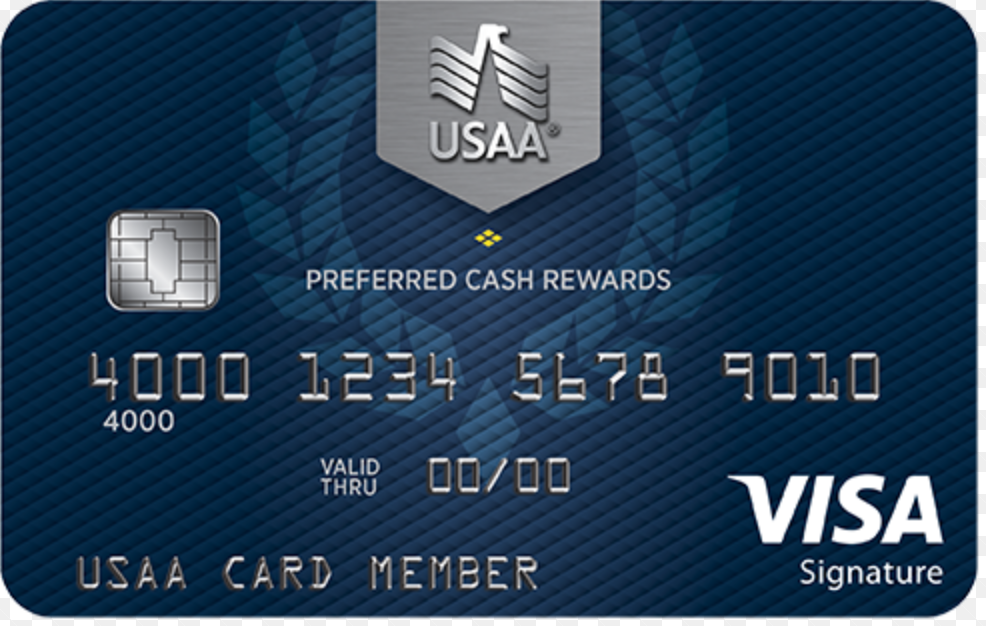 USAA®
PREFERRED CASH REWARDS
4000 1234 5678 9010
4000
VALID
THRU
00/00
VISA
Signature
USAA CARD MEMBER